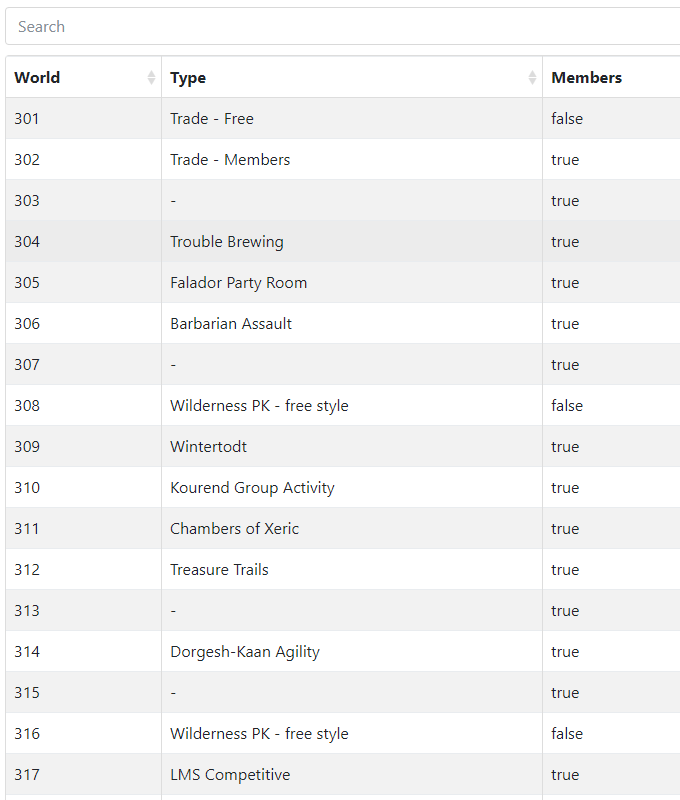 Search
World Type Members
301 Trade - Free false
302 Trade - Members true
303 - true
304 Trouble Brewing true
305 Falador Party Room true
306 Barbarian Assault true
307 - true
308 Wilderness PK - free style false
309 Wintertodt true
310 Kourend Group Activity true
311 Chambers of Xeric true
312 Treasure Trails true
313 - true
314 Dorgesh-Kaan Agility true
315 - true
316 Wilderness PK - free style false
317 LMS Competitive true